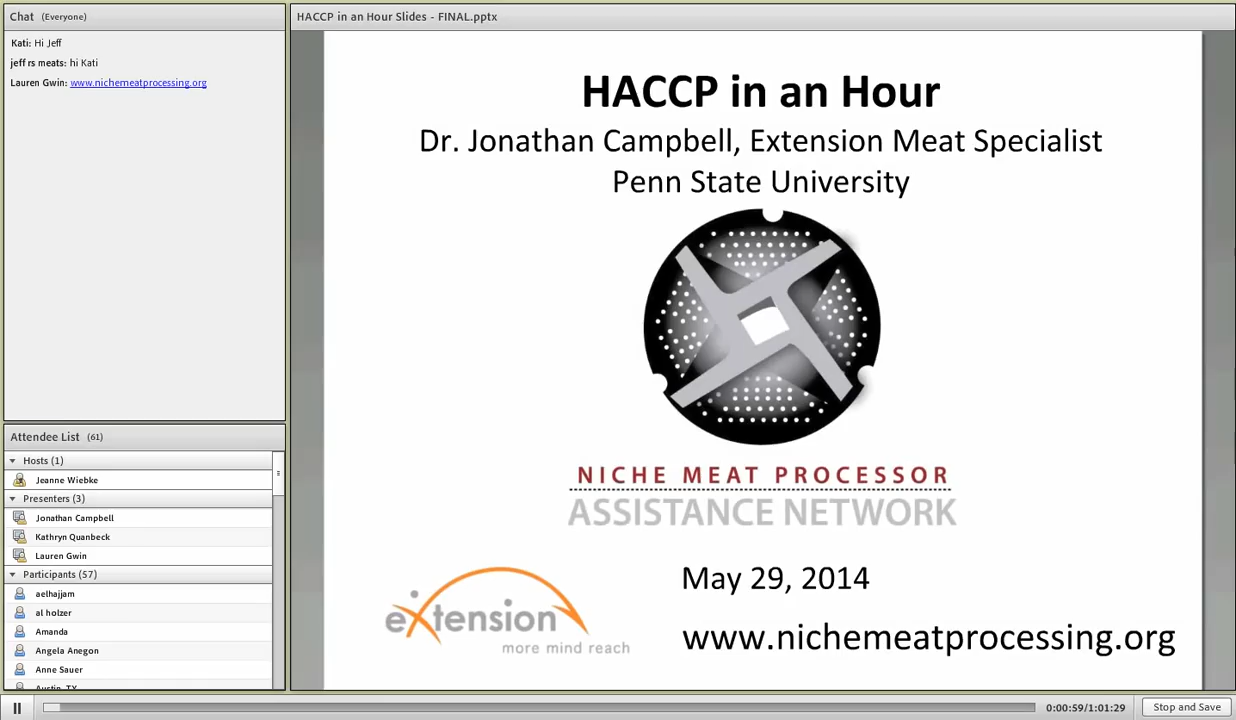 Chat (Everyone)
Kati: Hi Jeff
jeff rs meats: hi Kati
Lauren Gwin: www.nichemeatprocessing.org
Attendee List (61)
Hosts (1)
Jeanne Wiebke
Presenters (3)
Jonathan Campbell
Kathryn Quanbeck
Lauren Gwin
Participants (57)
aelhajjam
al holzer
Amanda
Angela Anegon
Anne Sauer
Austin, TX
HACCP in an Hour Slides - FINAL.pptx
HACCP in an Hour
Dr. Jonathan Campbell, Extension Meat Specialist
Penn State University
NICHE MEAT PROCESSOR
ASSISTANCE NETWORK
eXtension
more mind reach
May 29, 2014
www.nichemeatprocessing.org
0:00:59/1:01:29
Stop and Save